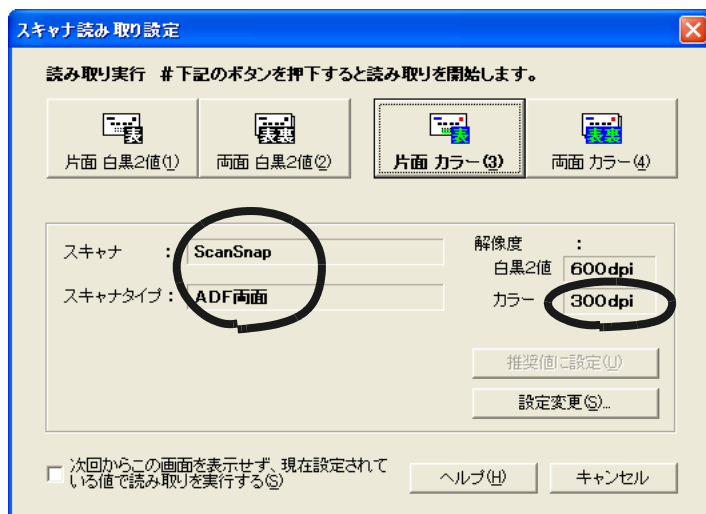 スキャナ読み取り設定
読み取り実行 #下記のボタンを押下すると読み取りを開始します。
表 表裏 表 表裏
片面 白黒2値(1) 両面 白黒2値(2) 片面 カラー(3) 両面 カラー(4)
解像度 :
スキャナ : ScanSnap
白黒2値 600dpi
スキャナタイプ : ADF両面
カラー 300dpi
推奨値に設定(U)
設定変更(S)...
次回からこの画面を表示せず、現在設定されて
いる値で読み取りを実行する(S)
ヘルプ(H) キャンセル